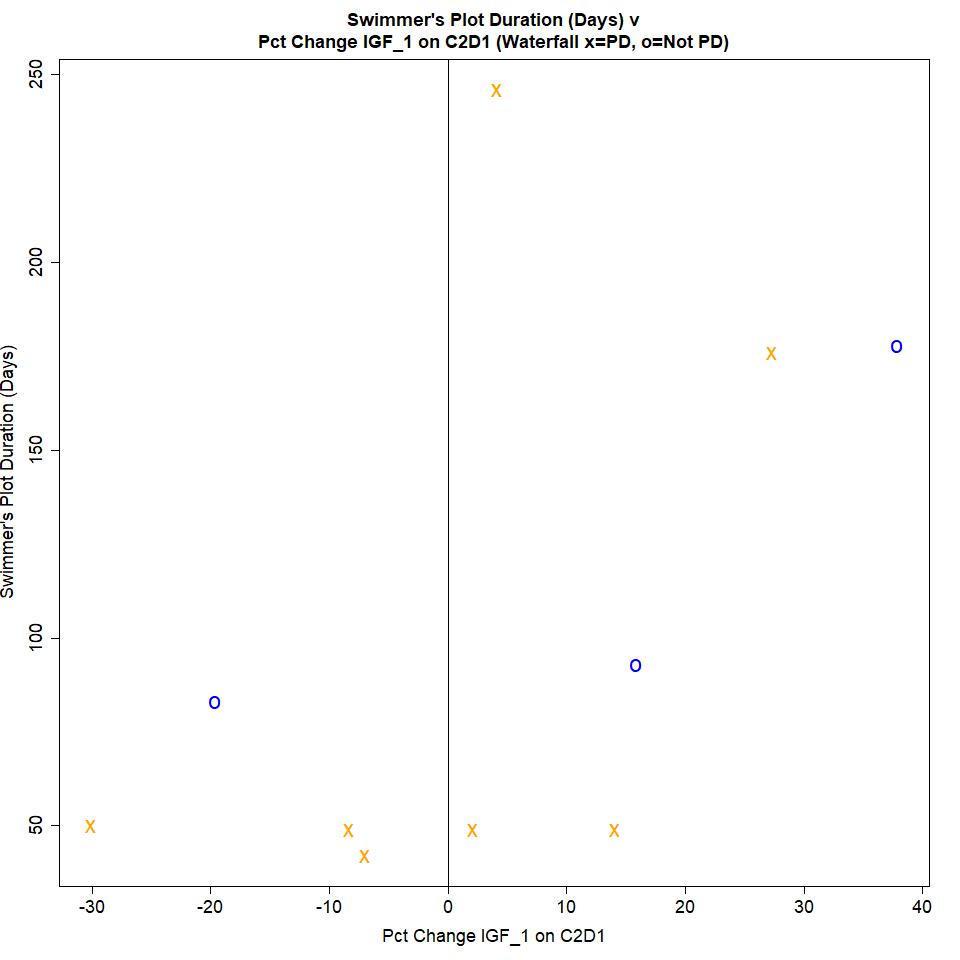 Swimmer's Plot Duration (Days) v
Pct Change IGF_1 on C2D1 (Waterfall x=PD, o=Not PD)
Swimmer's Plot Duration (Days)
250
200
150
100
50
X
X
O
O
O
X
X
X
X
X
-30
-20
-10
0
10
20
30
40
Pct Change IGF_1 on C2D1